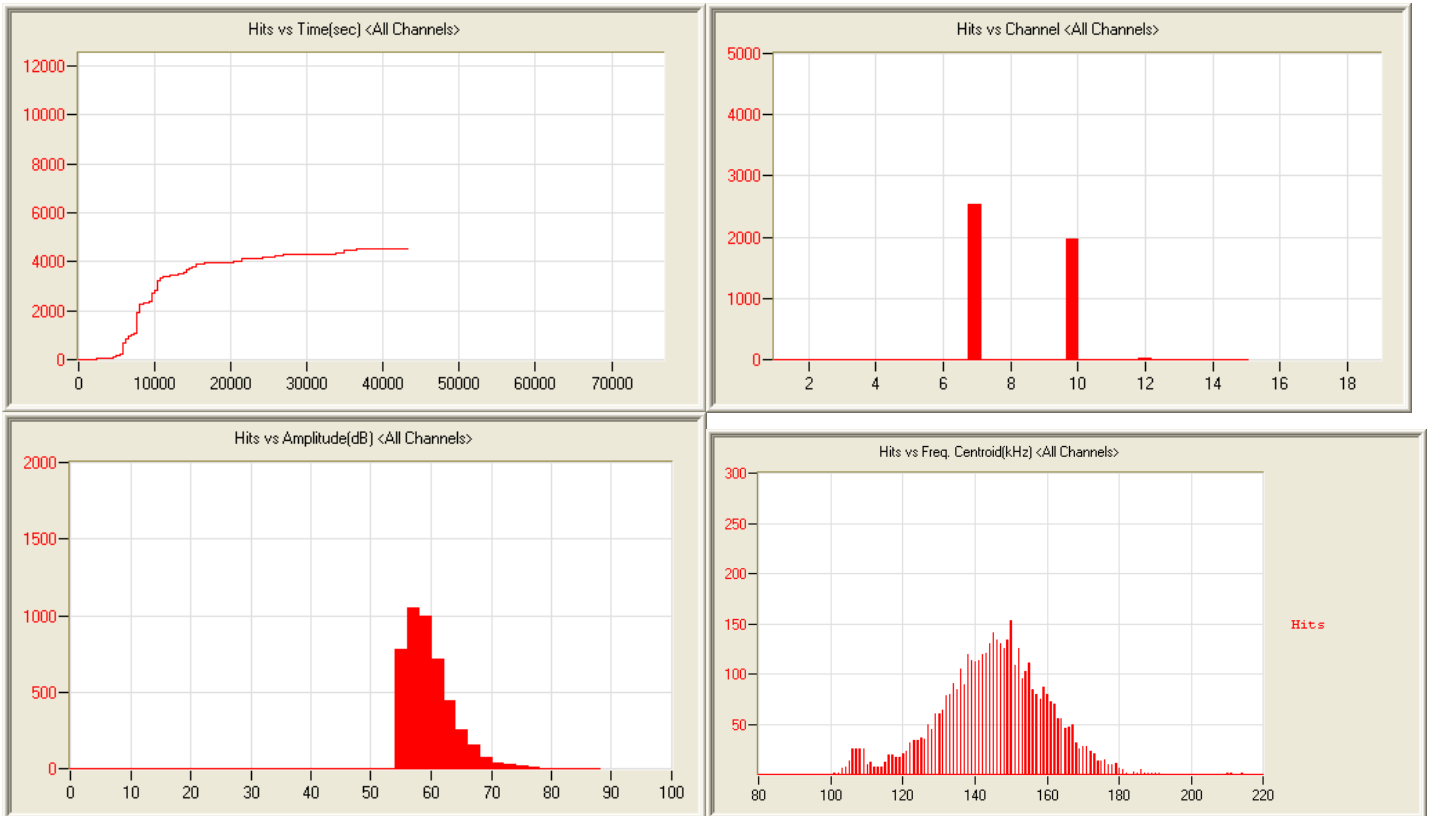 Hits vs Time(sec) <All Channels>
12000
10000
8000
6000
4000
2000
0
0 10000 20000 30000 40000 50000 60000 70000
Hits vs Channel <All Channels>
5000
4000
3000
2000
1000
0
2 4 6 8 10 12 14 16 18
Hits vs Amplitude(dB) <All Channels>
2000
1500
1000
500
0
0 10 20 30 40 50 60 70 80 90 100
Hits vs Freq. Centroid(kHz) <All Channels>
300
250
200
150
100
50
80 100 120 140 160 180 200 220
Hits